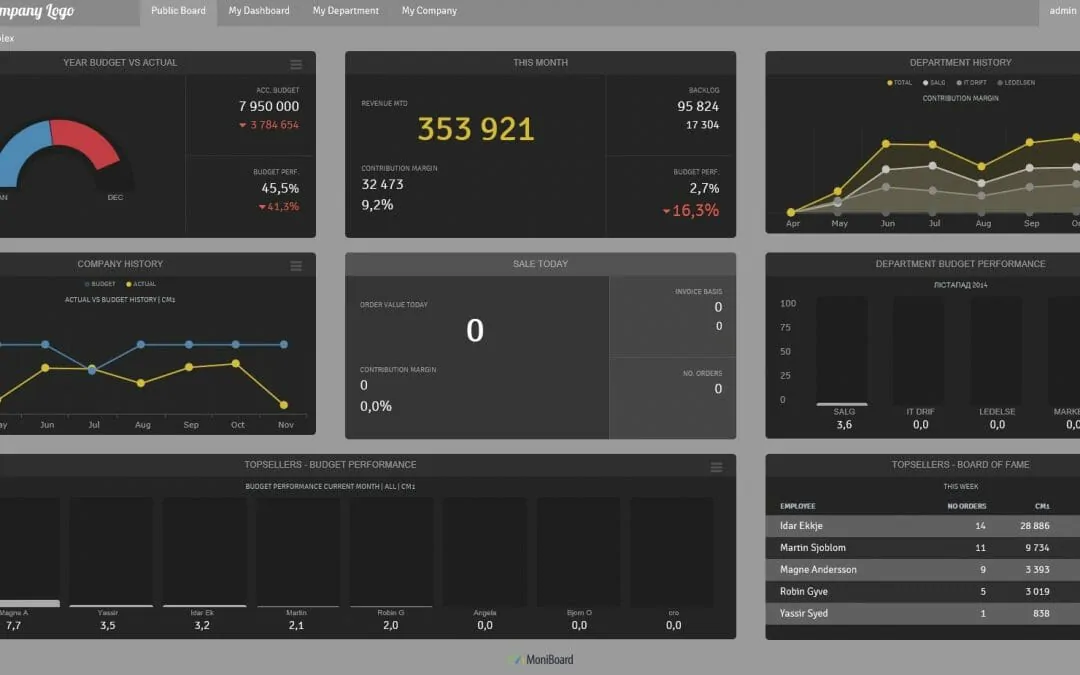 mpany Logo
Public Board
My Dashboard
My Department
My Company
admin
lex
YEAR BUDGET VS ACTUAL
ACC. BUDGET
7 950 000
3 784 654
BUDGET PERF.
45,5%
41,3%
AN
DEC
THIS MONTH
REVENUE MTD
353 921
CONTRIBUTION MARGIN
32 473
9,2%
BACKLOG
95 824
17 304
BUDGET PERF.
2,7%
16,3%
DEPARTMENT HISTORY
TOTAL SALG IT DRIFT LEDELSEN
CONTRIBUTION MARGIN
Apr May Jun Jul Aug Sep Oc
COMPANY HISTORY
BUDGET ACTUAL
ACTUAL VS BUDGET HISTORY | CM1
ay Jun Jul Aug Sep Oct Nov
SALE TODAY
ORDER VALUE TODAY
0
CONTRIBUTION MARGIN
0
0,0%
INVOICE BASIS
0
0
NO. ORDERS
0
DEPARTMENT BUDGET PERFORMANCE
ЛІСТАПАД 2014
100
75
50
25
0
SALG IT DRIF LEDELSE MARKE
3,6 0,0 0,0 0,0
TOPSELLERS - BUDGET PERFORMANCE
BUDGET PERFORMANCE CURRENT MONTH | ALL | CM1
Magne A Yassir Idar Ek Martin Robin G Angela Bjorn O cro
7,7 3,5 3,2 2,1 2,0 0,0 0,0 0,0
TOPSELLERS - BOARD OF FAME
THIS WEEK
EMPLOYEE NO ORDERS CM1
Idar Ekkje 14 28 886
Martin Sjoblom 11 9 734
Magne Andersson 9 3 393
Robin Gyve 5 3 019
Yassir Syed 1 838
MoniBoard